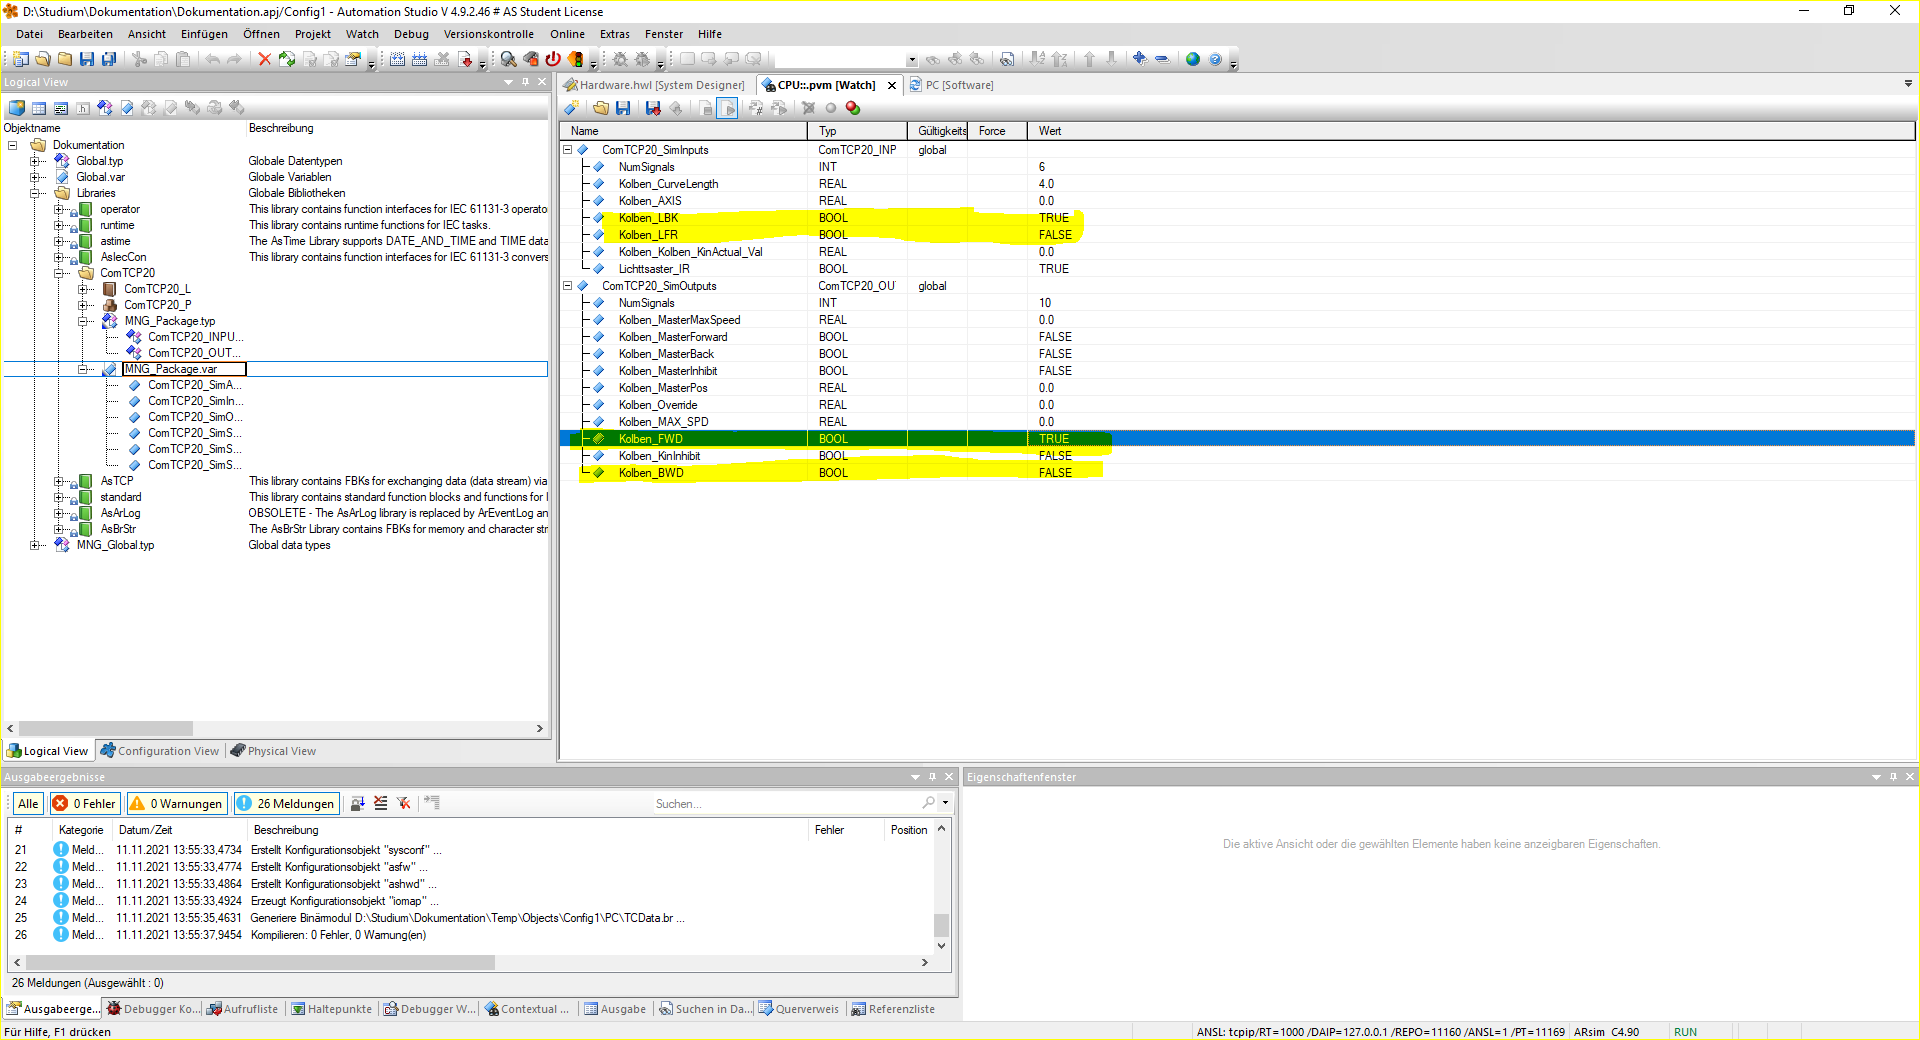 D:\Studium\Dokumentation\Dokumentation.apj/Config1 - Automation Studio V 4.9.2.46 # AS Student License
Datei Bearbeiten Ansicht Einfügen Öffnen Projekt Watch Debug Versionskontrolle Online Extras Fenster Hilfe
Logical View
Objektname Beschreibung
Dokumentation
Global.typ Globale Datentypen
Global.var Globale Variablen
Libraries Globale Bibliotheken
operator This library contains function interfaces for IEC 61131-3 operato
runtime This library contains runtime functions for IEC tasks.
astime The AsTime Library supports DATE_AND_TIME and TIME data
AsIecCon This library contains function interfaces for IEC 61131-3 convers
ComTCP20
ComTCP20_L
ComTCP20_P
MNG_Package.typ
ComTCP20_INPU...
ComTCP20_OUT...
MNG_Package.var
ComTCP20_SimA...
ComTCP20_SimIn...
ComTCP20_SimO...
ComTCP20_SimS...
ComTCP20_SimS...
ComTCP20_SimS...
AsTCP This library contains FBKs for exchanging data (data stream) via
standard This library contains standard function blocks and functions for I
AsArLog OBSOLETE - The AsArLog library is replaced by ArEventLog an
AsBrStr The AsBrStr Library contains FBKs for memory and character str
MNG_Global.typ Global data types
Logical View Configuration View Physical View
Hardware.hwl [System Designer] CPU::.pvm [Watch] PC [Software]
Name Typ Gültigkeits Force Wert
ComTCP20_SimInputs ComTCP20_INP global
NumSignals INT 6
Kolben_CurveLength REAL 4.0
Kolben_AXIS REAL 0.0
Kolben_LBK BOOL TRUE
Kolben_LFR BOOL FALSE
Kolben_Kolben_KinActual_Val REAL 0.0
Lichttsaster_IR BOOL TRUE
ComTCP20_SimOutputs ComTCP20_OU global
NumSignals INT 10
Kolben_MasterMaxSpeed REAL 0.0
Kolben_MasterForward BOOL FALSE
Kolben_MasterBack BOOL FALSE
Kolben_MasterInhibit BOOL FALSE
Kolben_MasterPos REAL 0.0
Kolben_Override REAL 0.0
Kolben_MAX_SPD REAL 0.0
Kolben_FWD BOOL TRUE
Kolben_KinInhibit BOOL FALSE
Kolben_BWD BOOL FALSE
Ausgabeergebnisse
Alle 0 Fehler 0 Warnungen 26 Meldungen Suchen...
# Kategorie Datum/Zeit Beschreibung Fehler Position
21 Meld... 11.11.2021 13:55:33,4734 Erstellt Konfigurationsobjekt "sysconf" ...
22 Meld... 11.11.2021 13:55:33,4774 Erstellt Konfigurationsobjekt "asfw" ...
23 Meld... 11.11.2021 13:55:33,4864 Erstellt Konfigurationsobjekt "ashwd" ...
24 Meld... 11.11.2021 13:55:33,4924 Erzeugt Konfigurationsobjekt "iomap" ...
25 Meld... 11.11.2021 13:55:35,4631 Generiere Binämodul D:\Studium\Dokumentation\Temp\Objects\Config1\PC\TCData.br ...
26 Meld... 11.11.2021 13:55:37,9454 Kompilieren: 0 Fehler, 0 Warnung(en)
26 Meldungen (Ausgewählt : 0)
Ausgabeerge... Debugger Ko... Aufrufliste Haltepunkte Debugger W... Contextual ... Ausgabe Suchen in Da... Querverweis Referenzliste
Eigenschaftenfenster
Die aktive Ansicht oder die gewählten Elemente haben keine anzeigbaren Eigenschaften.
Für Hilfe, F1 drücken
ANSL: tcpip/RT=1000 /DAIP=127.0.0.1 /REPO=11160 /ANSL=1 /PT=11169 ARsim C4.90 RUN